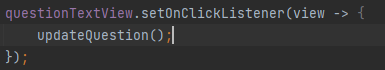 questionTextView.setOnClickListener(view -> {
    updateQuestion();
});